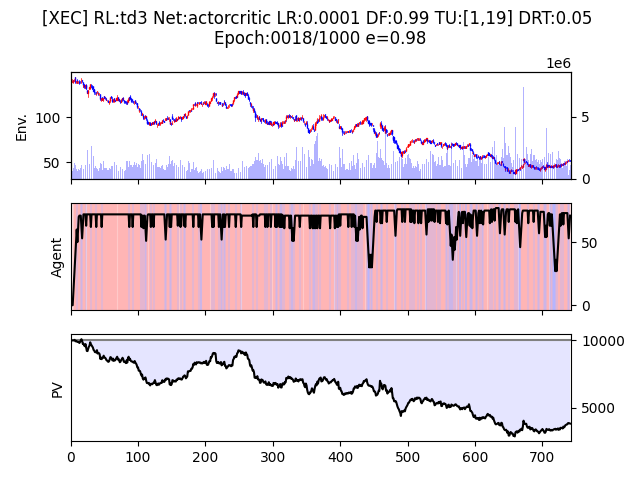 [XEC] RL:td3 Net:actorcritic LR:0.0001 DF:0.99 TU:[1,19] DRT:0.05
Epoch:0018/1000 e=0.98
1e6
Env.
100
50
5
0
Agent
50
0
PV
10000
5000
0 100 200 300 400 500 600 700